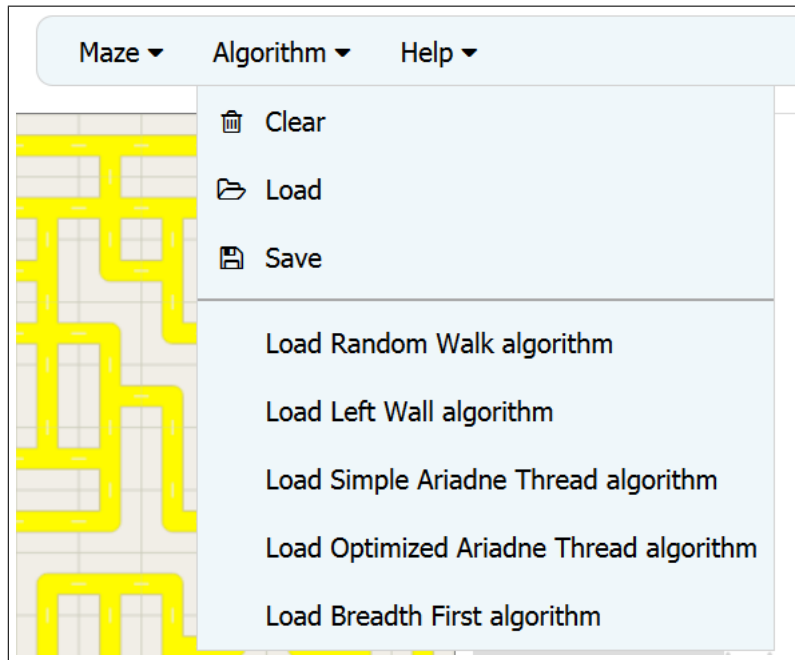 Maze Algorithm Help
Clear
Load
Save
Load Random Walk algorithm
Load Left Wall algorithm
Load Simple Ariadne Thread algorithm
Load Optimized Ariadne Thread algorithm
Load Breadth First algorithm